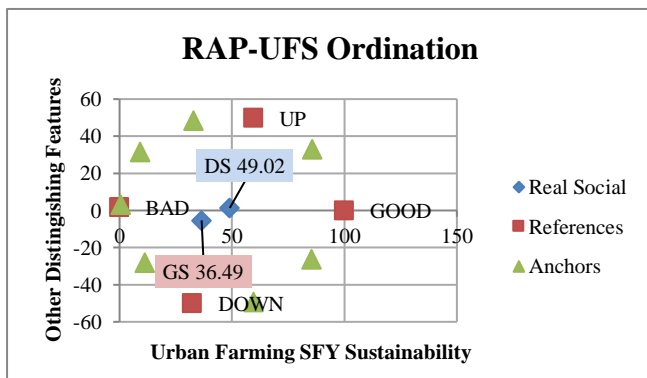 RAP-UFS Ordination
Other Distingishing Features
60
40
20
0
-20
-40
-60
UP
DS 49.02
BAD
GOOD
0
50
100
150
GS 36.49
DOWN
Urban Farming SFY Sustainability
Real Social
References
Anchors